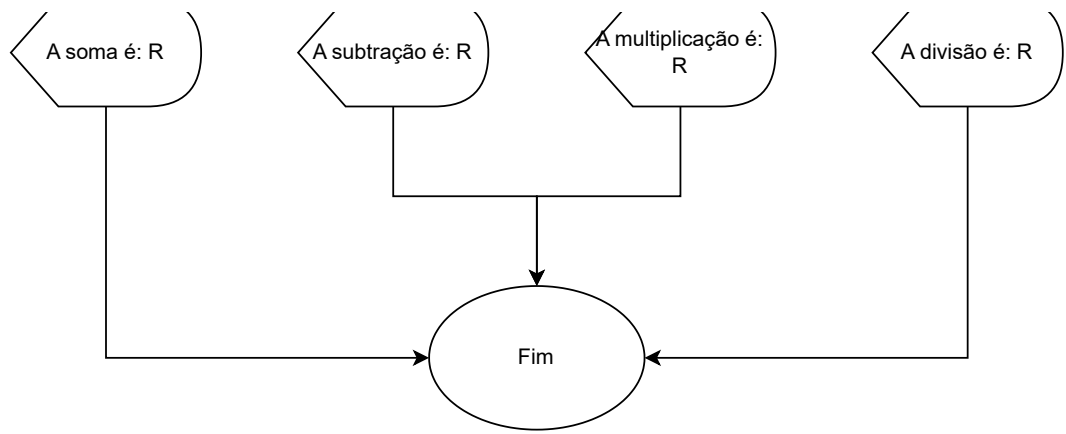 A soma é: R
A subtração é: R
A multiplicação é:
R
A divisão é: R
Fim